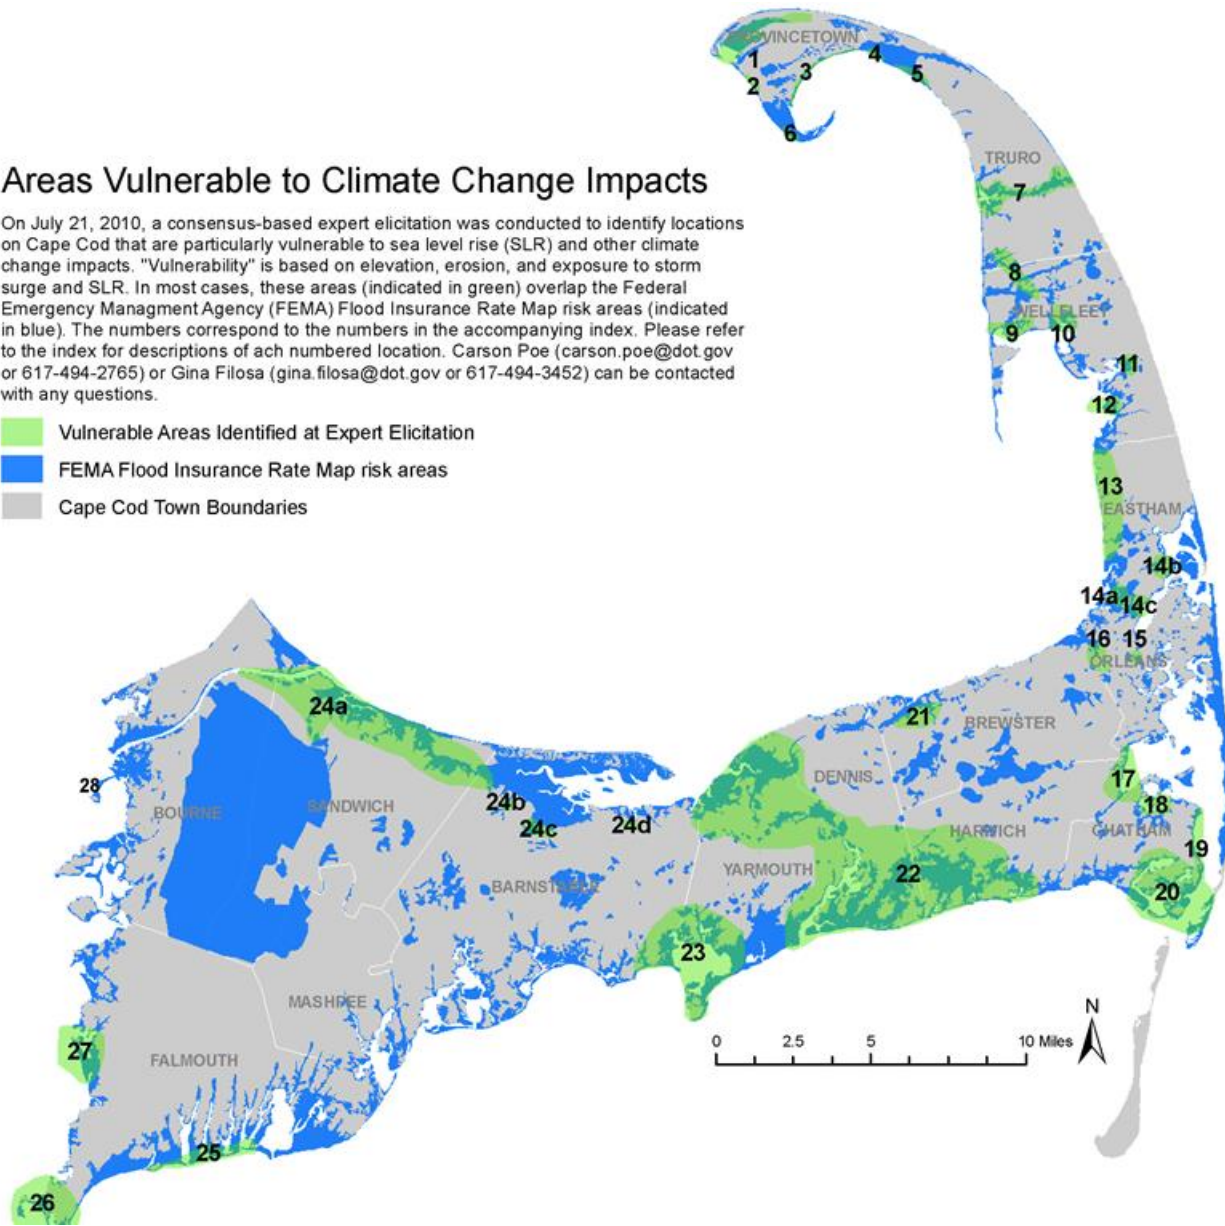 Areas Vulnerable to Climate Change Impacts
On July 21, 2010, a consensus-based expert elicitation was conducted to identify locations
on Cape Cod that are particularly vulnerable to sea level rise (SLR) and other climate
change impacts. "Vulnerability" is based on elevation, erosion, and exposure to storm
surge and SLR. In most cases, these areas (indicated in green) overlap the Federal
Emergency Managment Agency (FEMA) Flood Insurance Rate Map risk areas (indicated
in blue). The numbers correspond to the numbers in the accompanying index. Please refer
to the index for descriptions of ach numbered location. Carson Poe (carson.poe@dot.gov
or 617-494-2765) or Gina Filosa (gina.filosa@dot.gov or 617-494-3452) can be contacted
with any questions.
Vulnerable Areas Identified at Expert Elicitation
FEMA Flood Insurance Rate Map risk areas
Cape Cod Town Boundaries
PROVINCETOWN
1
2
3
4
5
6
TRURO
7
8
WELLFLEET
9
10
11
12
13
EASTHAM
14b
14a
14c
16
15
ORLEANS
24a
21
BREWSTER
28
DENNIS
17
BOURNE
SANDWICH
24b
18
24c
24d
HARWICH
CHATHAM
19
YARMOUTH
22
BARNSTABLE
20
23
MASHPEE
N
27
FALMOUTH
0
2.5
5
10 Miles
25
26